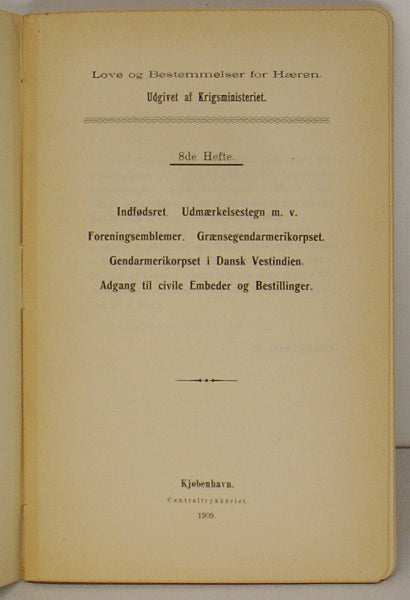 Love og Bestemmelser for Hæren.
Udgivet af Krigsministeriet.
8de Hefte.
Indfødsret. Udmærkelsestegn m. v.
Foreningsemblemer. Grænsegendarmerikorpset.
Gendarmerikorpset i Dansk Vestindien.
Adgang til civile Embeder og Bestillinger.
Kjøbenhavn.
Centraltrykkeriet.
1909.